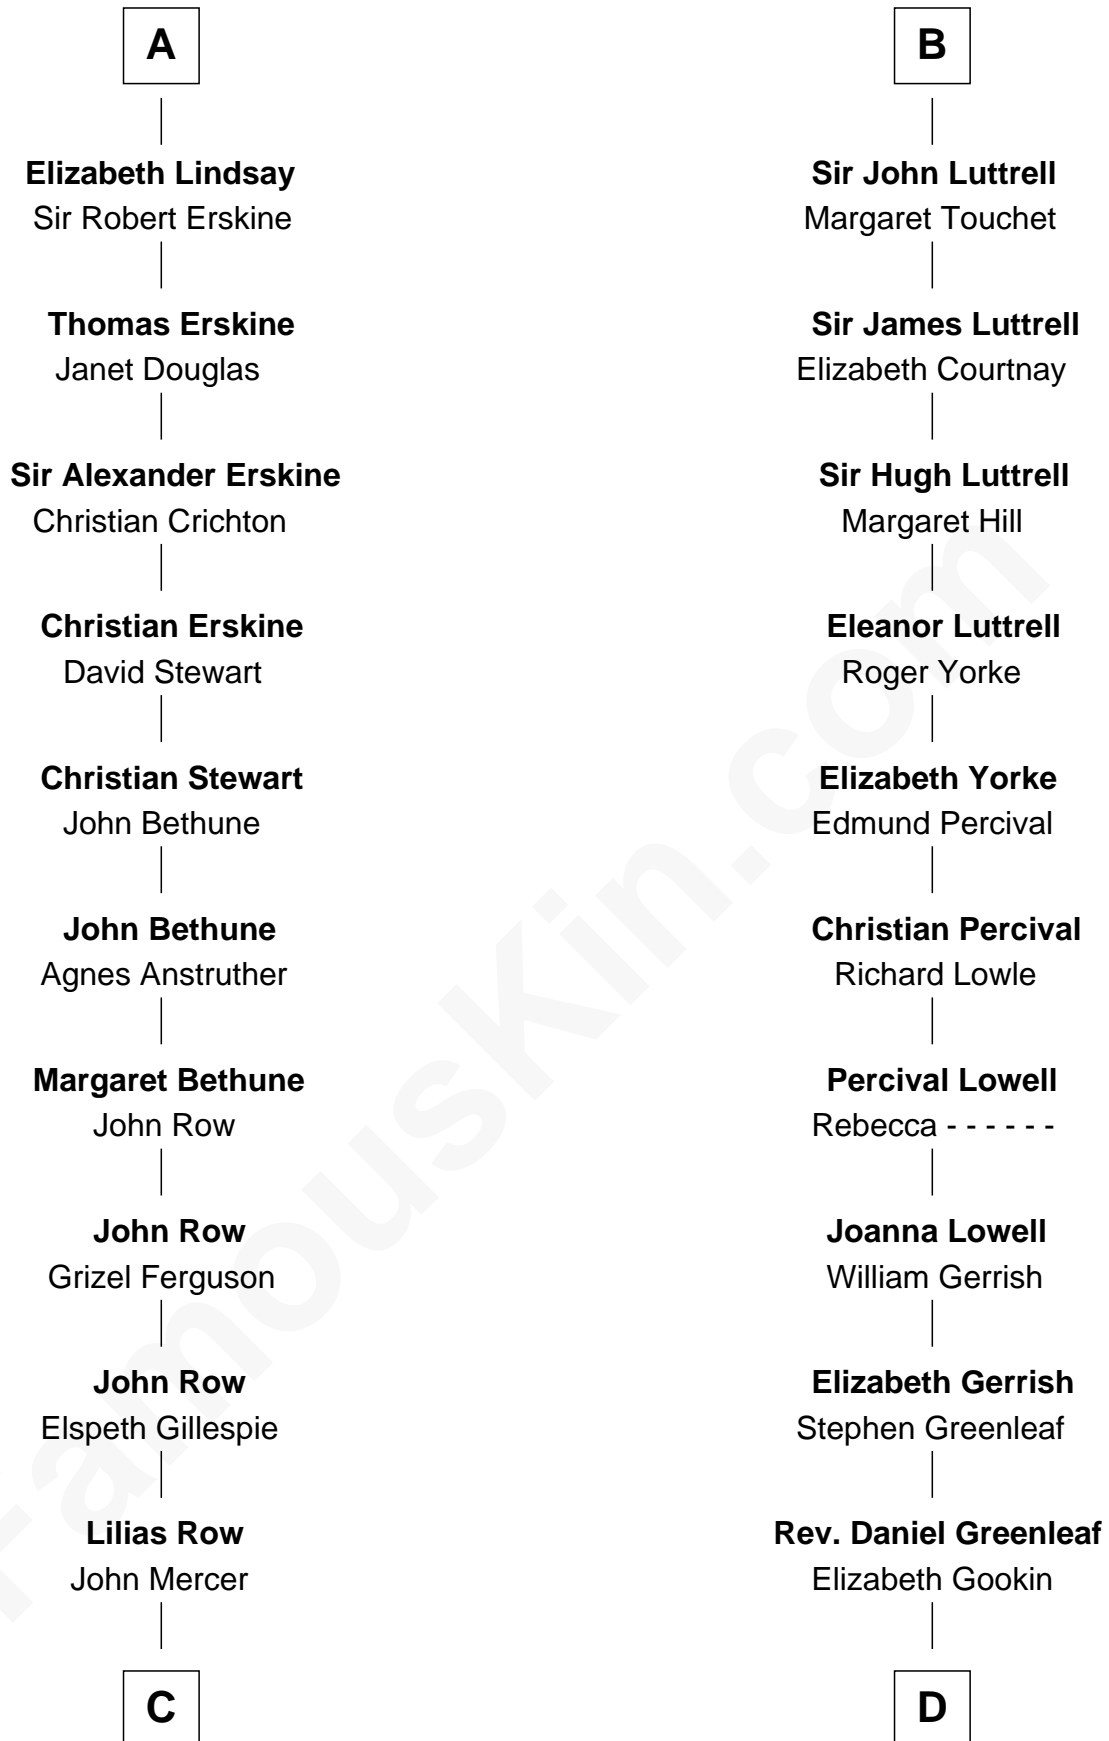 A
Elizabeth Lindsay
Sir Robert Erskine
Thomas Erskine
Janet Douglas
Sir Alexander Erskine
Christian Crichton
Christian Erskine
David Stewart
Christian Stewart
John Bethune
John Bethune
Agnes Anstruther
Margaret Bethune
John Row
John Row
Grizel Ferguson
John Row
Elspeth Gillespie
Lilias Row
John Mercer
C
B
Sir John Luttrell
Margaret Touchet
Sir James Luttrell
Elizabeth Courtnay
Sir Hugh Luttrell
Margaret Hill
Eleanor Luttrell
Roger Yorke
Elizabeth Yorke
Edmund Percival
Christian Percival
Richard Lowle
Percival Lowell
Rebecca - - - - - -
Joanna Lowell
William Gerrish
Elizabeth Gerrish
Stephen Greenleaf
Rev. Daniel Greenleaf
Elizabeth Gookin
D
FamousKin.com